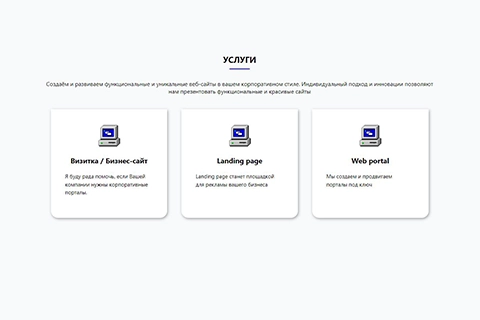 УСЛУГИ
Создаём и развиваем функциональные и уникальные веб-сайты в вашем корпоративном стиле. Индивидуальный подход и инновации позволяют
нам презентовать функциональные и красивые сайты
Визитка / Бизнес-сайт
Я буду рада помочь, если Вашей
компании нужны корпоративные
порталы.
Landing page
Landing page станет площадкой
для рекламы вашего бизнеса
Web portal
Мы создаем и продвигаем
порталы под ключ